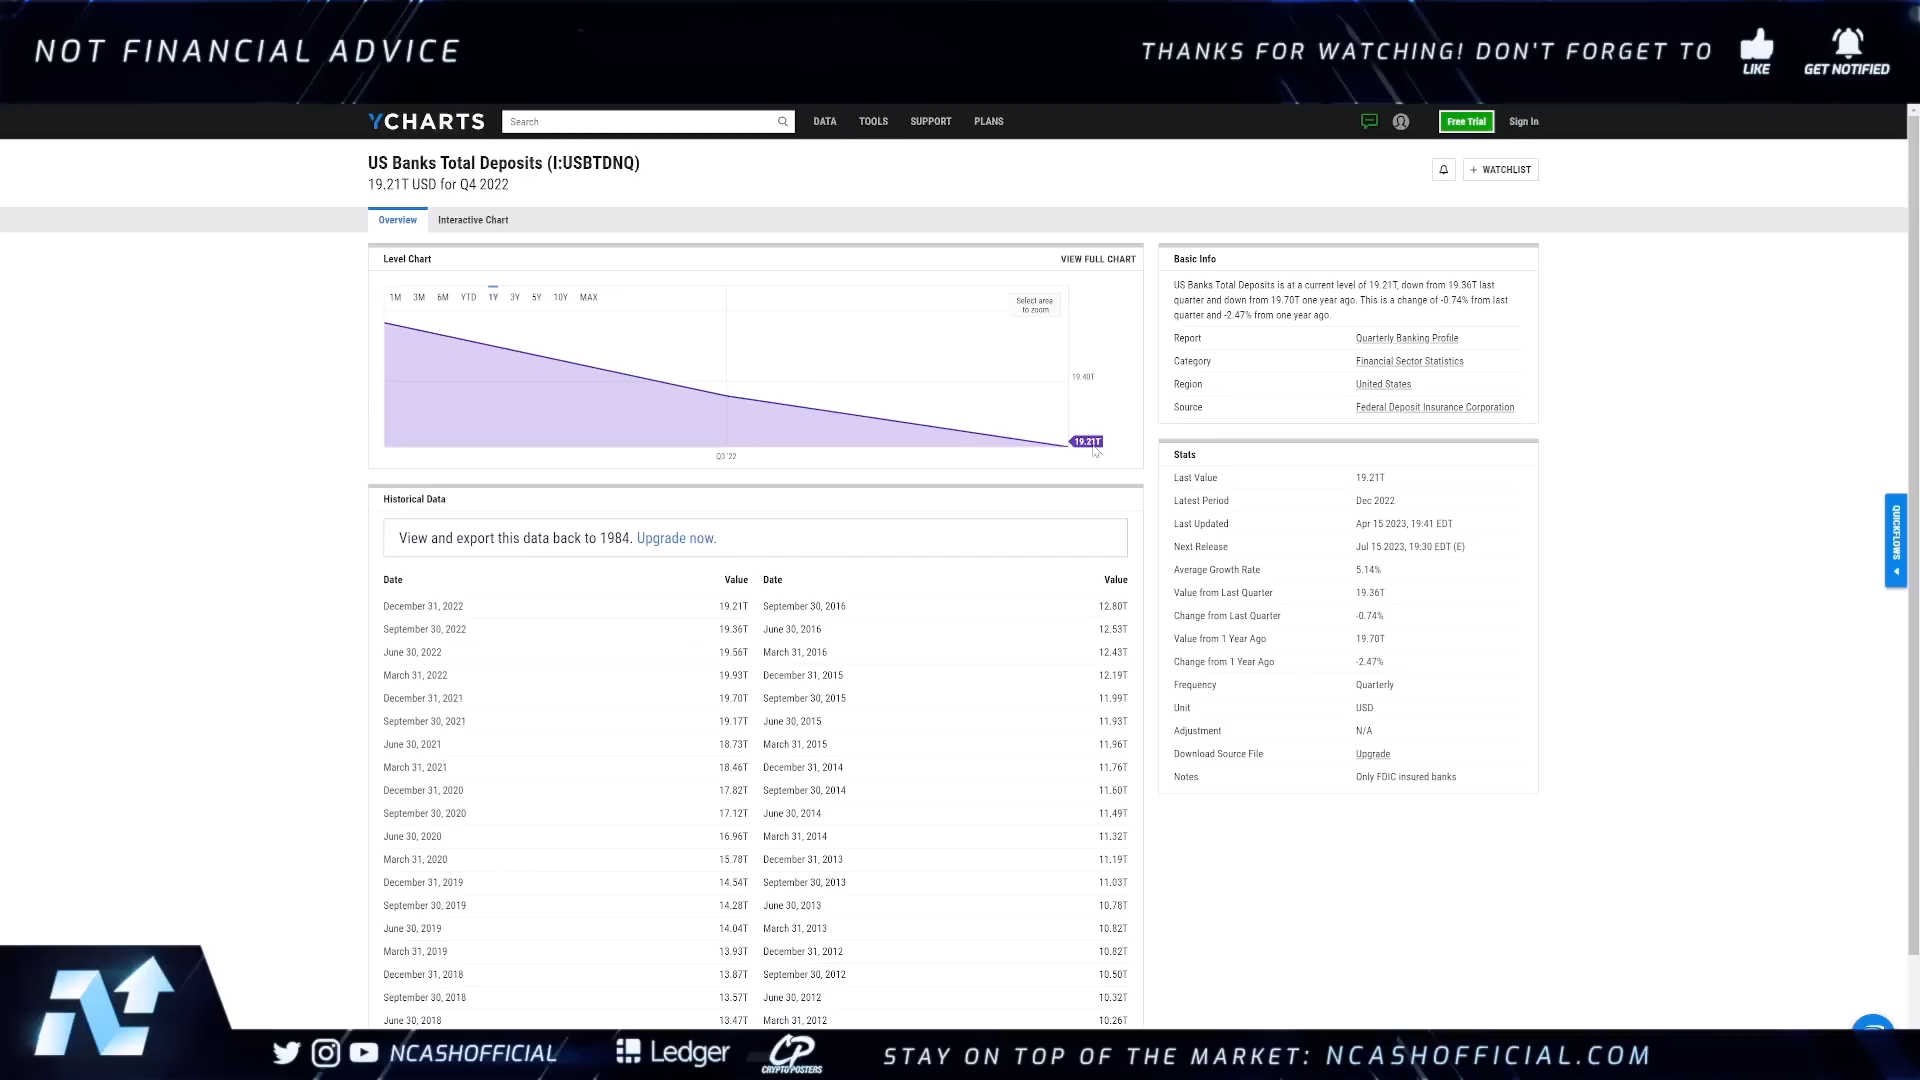 NOT FINANCIAL ADVICE
THANKS FOR WATCHING! DON'T FORGET TO
LIKE
GET NOTIFIED
YCHARTS
Search
DATA TOOLS SUPPORT PLANS
Free Trial Sign In
US Banks Total Deposits (I:USBTDNQ)
19.21T USD for Q4 2022
+ WATCHLIST
Overview Interactive Chart
Level Chart VIEW FULL CHART
1M 3M 6M YTD 1Y 3Y 5Y 10Y MAX
Select area
to zoom
19.40T
19.21T
Q3 '22
Historical Data
View and export this data back to 1984. Upgrade now.
Date Value Date Value
December 31, 2022 19.21T September 30, 2016 12.80T
September 30, 2022 19.36T June 30, 2016 12.53T
June 30, 2022 19.56T March 31, 2016 12.43T
March 31, 2022 19.93T December 31, 2015 12.19T
December 31, 2021 19.70T September 30, 2015 11.99T
September 30, 2021 19.17T June 30, 2015 11.93T
June 30, 2021 18.73T March 31, 2015 11.96T
March 31, 2021 18.46T December 31, 2014 11.76T
December 31, 2020 17.82T September 30, 2014 11.60T
September 30, 2020 17.12T June 30, 2014 11.49T
June 30, 2020 16.96T March 31, 2014 11.32T
March 31, 2020 15.78T December 31, 2013 11.19T
December 31, 2019 14.54T September 30, 2013 11.03T
September 30, 2019 14.28T June 30, 2013 10.78T
June 30, 2019 14.04T March 31, 2013 10.82T
March 31, 2019 13.93T December 31, 2012 10.82T
December 31, 2018 13.87T September 30, 2012 10.50T
September 30, 2018 13.57T June 30, 2012 10.32T
June 30, 2018 13.47T March 31, 2012 10.26T
Basic Info
US Banks Total Deposits is at a current level of 19.21T, down from 19.36T last
quarter and down from 19.70T one year ago. This is a change of -0.74% from last
quarter and -2.47% from one year ago.
Report Quarterly Banking Profile
Category Financial Sector Statistics
Region United States
Source Federal Deposit Insurance Corporation
Stats
Last Value 19.21T
Latest Period Dec 2022
Last Updated Apr 15 2023, 19:41 EDT
Next Release Jul 15 2023, 19:30 EDT (E)
Average Growth Rate 5.14%
Value from Last Quarter 19.36T
Change from Last Quarter -0.74%
Value from 1 Year Ago 19.70T
Change from 1 Year Ago -2.47%
Frequency Quarterly
Unit USD
Adjustment N/A
Download Source File Upgrade
Notes Only FDIC insured banks
QUICKFLOWS
NCASHOFFICIAL
Ledger
CP
CRYPTOPOSTERS
STAY ON TOP OF THE MARKET: NCASHOFFICIAL.COM